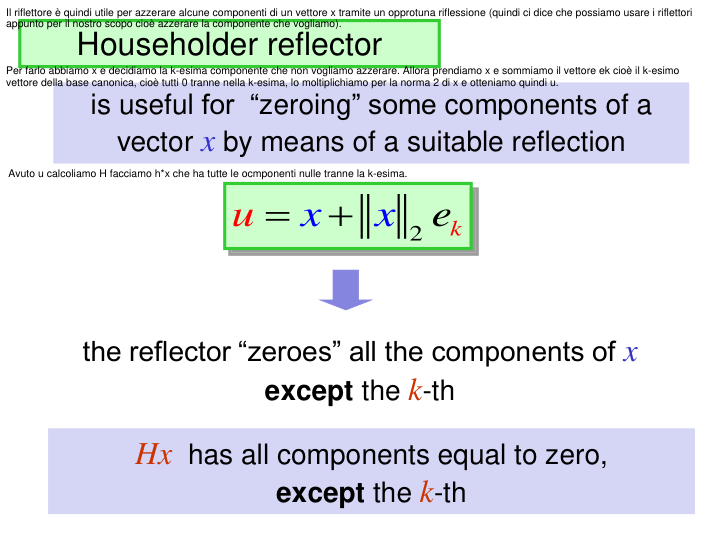 Il riflettore è quindi utile per azzerare alcune componenti di un vettore x tramite un opprotuna riflessione (quindi ci dice che possiamo usare i riflettori
appunto per il nostro scopo cioè azzerare la componente che vogliamo).
Householder reflector
Per farlo abbiamo x e decidiamo la k-esima componente che non vogliamo azzerare. Allora prendiamo x e sommiamo il vettore ek cioè il k-esimo
vettore della base canonica, cioè tutti 0 tranne nella k-esima, lo moltiplichiamo per la norma 2 di x e otteniamo quindi u.
is useful for “zeroing” some components of a
vector x by means of a suitable reflection
Avuto u calcoliamo H facciamo h*x che ha tutte le ocmponenti nulle tranne la k-esima.
u = x + ‖x‖₂ eₖ
the reflector “zeroes” all the components of x
except the k-th
Hx has all components equal to zero,
except the k-th